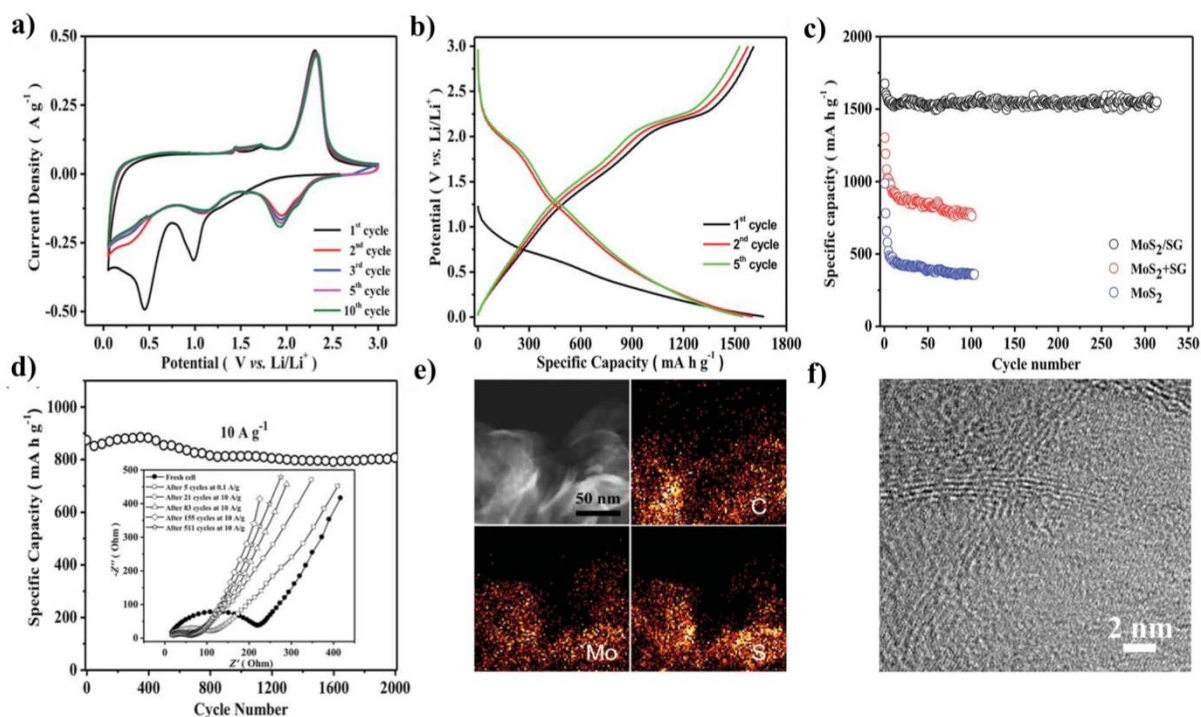 a)
Current Density ( A g⁻¹ )
0.50
0.25
0.00
-0.25
-0.50
1ˢᵗ cycle
2ⁿᵈ cycle
3ʳᵈ cycle
5ᵗʰ cycle
10ᵗʰ cycle
0.0 0.5 1.0 1.5 2.0 2.5 3.0
Potential ( V vs. Li/Li⁺ )
b)
Potential ( V vs. Li/Li⁺ )
3.0
2.5
2.0
1.5
1.0
0.5
0.0
1ˢᵗ cycle
2ⁿᵈ cycle
5ᵗʰ cycle
0 300 600 900 1200 1500 1800
Specific Capacity ( mA h g⁻¹ )
c)
Specific capacity ( mA h g⁻¹ )
2000
1500
1000
500
0
MoS₂/SG
MoS₂+SG
MoS₂
0 50 100 150 200 250 300
Cycle number
d)
Specific Capacity ( mA h g⁻¹ )
1000
800
600
400
200
0
10 A g⁻¹
-Z'' ( Ohm )
500
400
300
200
100
0
Fresh cell
After 5 cycles at 0.1 A/g
After 21 cycles at 10 A/g
After 83 cycles at 10 A/g
After 155 cycles at 10 A/g
After 511 cycles at 10 A/g
0 100 200 300 400
Z' ( Ohm )
0 400 800 1200 1600 2000
Cycle Number
e)
50 nm
C
Mo
S
f)
2 nm